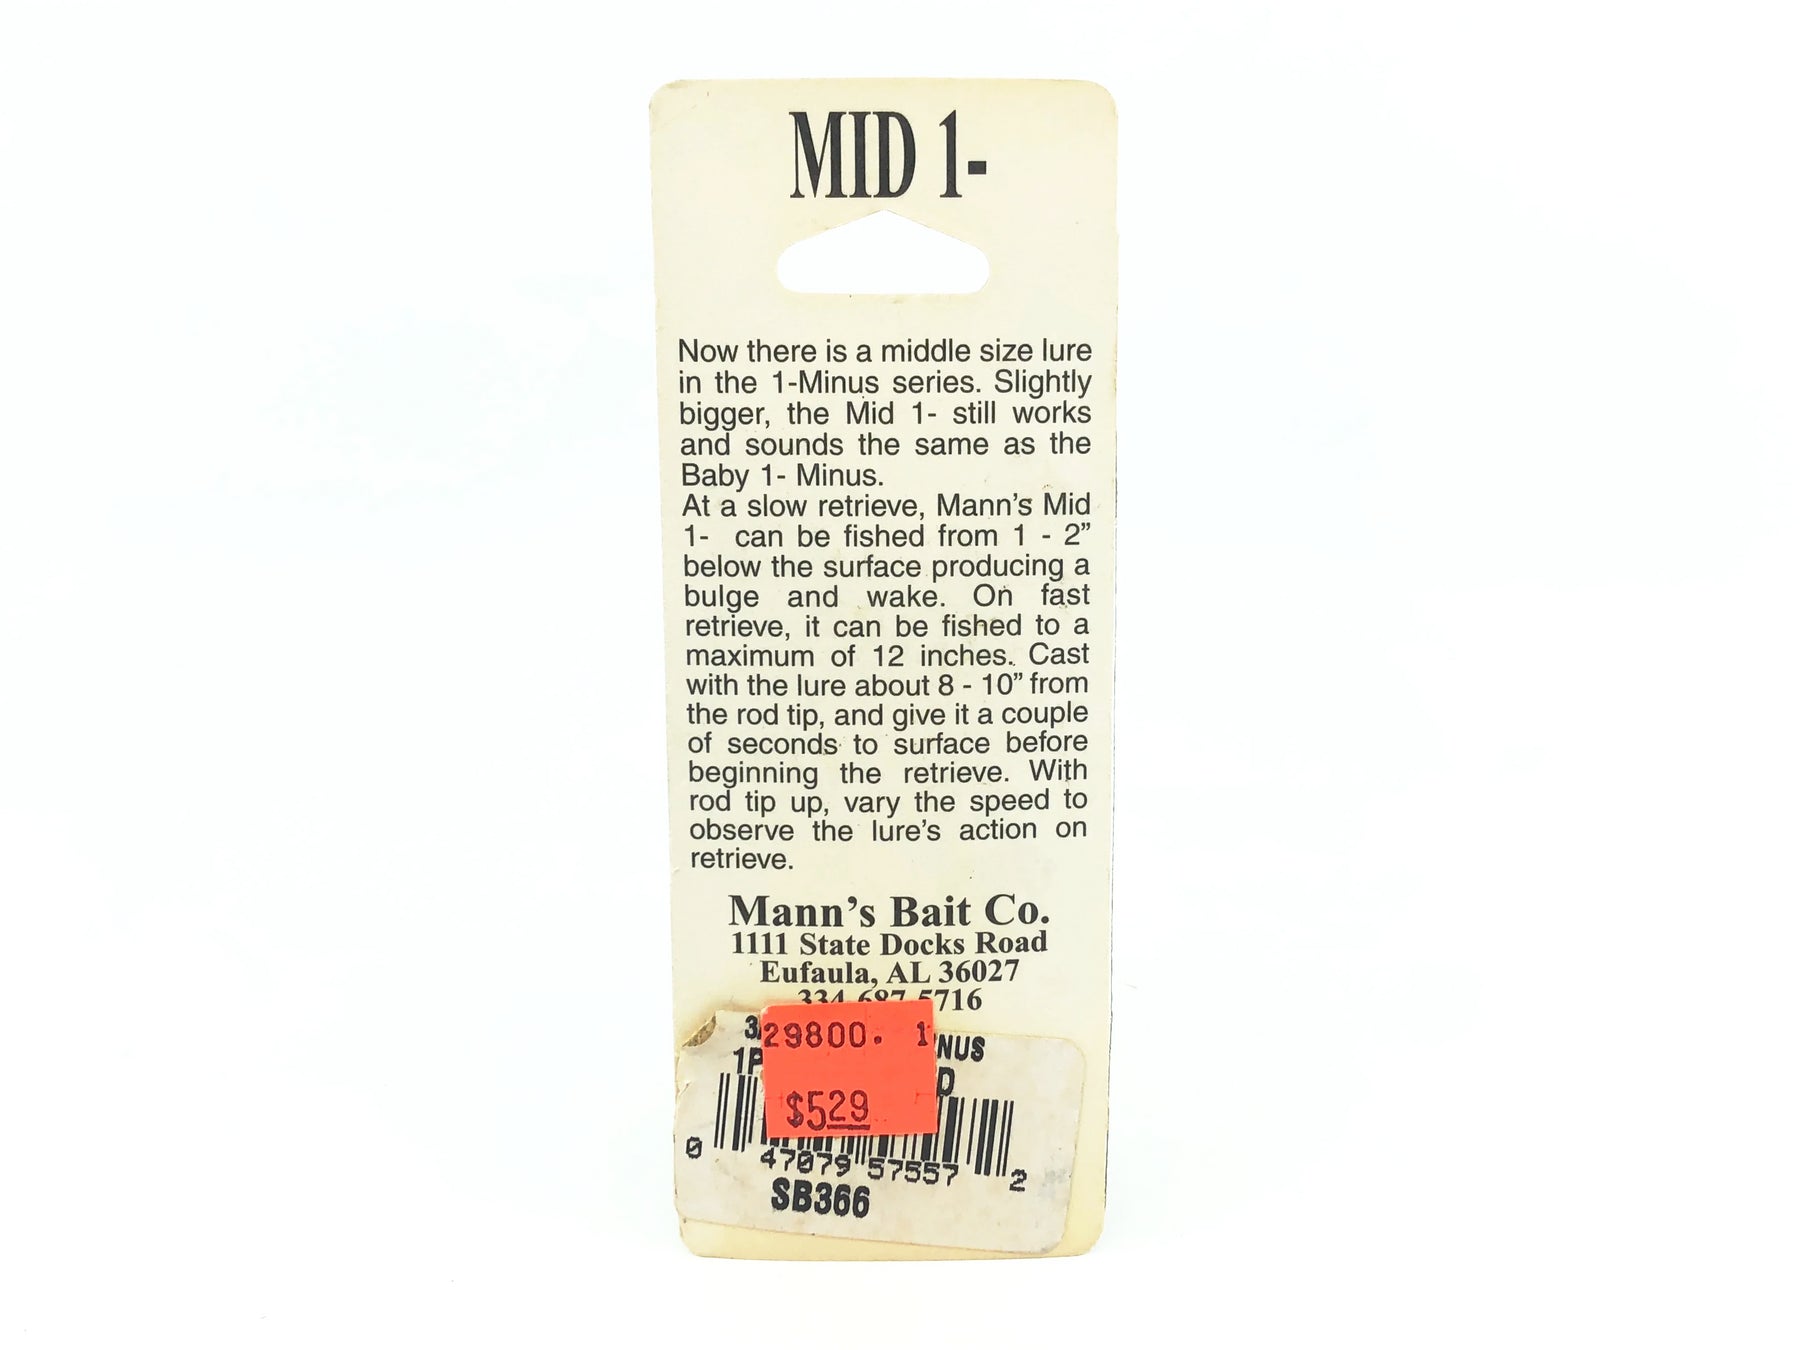 MID 1-
Now there is a middle size lure
in the 1-Minus series. Slightly
bigger, the Mid 1- still works
and sounds the same as the
Baby 1- Minus.
At a slow retrieve, Mann's Mid
1- can be fished from 1 - 2”
below the surface producing a
bulge and wake. On fast
retrieve, it can be fished to a
maximum of 12 inches. Cast
with the lure about 8 - 10” from
the rod tip, and give it a couple
of seconds to surface before
beginning the retrieve. With
rod tip up, vary the speed to
observe the lure's action on
retrieve.
Mann's Bait Co.
1111 State Docks Road
Eufaula, AL 36027
334-687-5716
29800. 1
$5.29
0 47079 57557 2
SB366